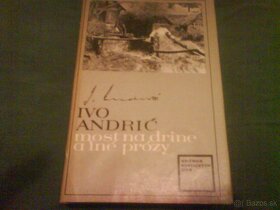 IVO
ANDRIĆ
most na drine
a iné prózy
Bazos.sk